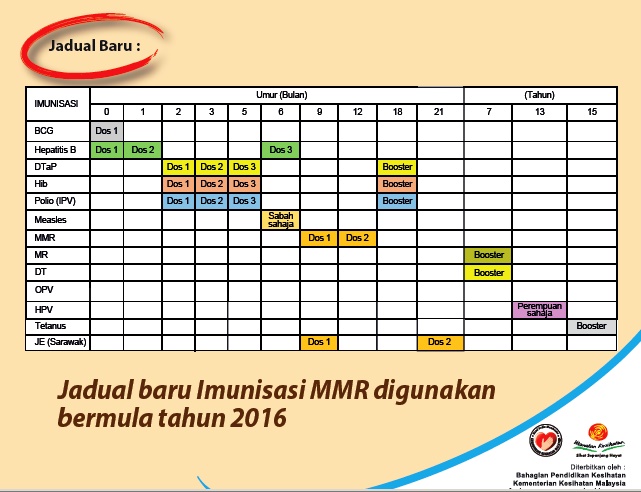 Jadual Baru :
IMUNISASI Umur (Bulan) (Tahun)
0 1 2 3 5 6 9 12 18 21 7 13 15
BCG Dos 1
Hepatitis B Dos 1 Dos 2 Dos 3
DTaP Dos 1 Dos 2 Dos 3 Booster
Hib Dos 1 Dos 2 Dos 3 Booster
Polio (IPV) Dos 1 Dos 2 Dos 3 Booster
Measles Sabah sahaja
MMR Dos 1 Dos 2
MR Booster
DT Booster
OPV
HPV Perempuan sahaja
Tetanus Booster
JE (Sarawak) Dos 1 Dos 2
Jadual baru Imunisasi MMR digunakan
bermula tahun 2016
Sihat Sepanjang Hayat
Diterbitkan oleh :
Bahagian Pendidikan Kesihatan
Kementerian Kesihatan Malaysia